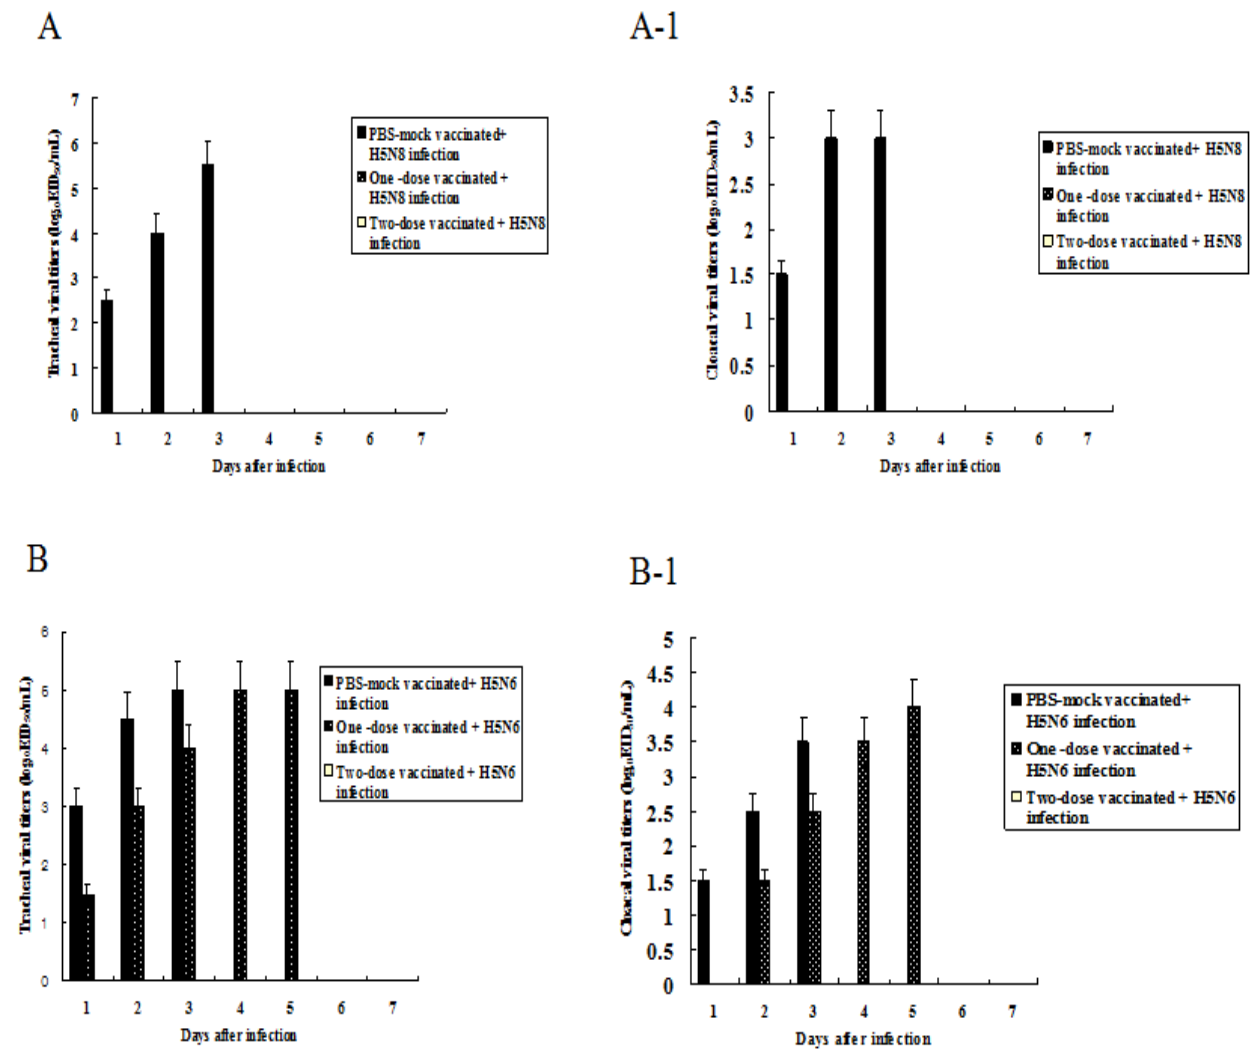 A
A-1
Tracheal viral titers (log₁₀EID₅₀/mL)
7
6
5
4
3
2
1
0
PBS-mock vaccinated+
H5N8 infection
One -dose vaccinated +
H5N8 infection
Two-dose vaccinated + H5N8
infection
1 2 3 4 5 6 7
Days after infection
Cloacal viral titers (log₁₀EID₅₀/mL)
3.5
3
2.5
2
1.5
1
0.5
0
PBS-mock vaccinated+ H5N8
infection
One -dose vaccinated + H5N8
infection
Two-dose vaccinated + H5N8
infection
1 2 3 4 5 6 7
Days after infection
B
B-1
Tracheal viral titers (log₁₀EID₅₀/mL)
6
6
4
3
2
1
0
PBS-mock vaccinated+ H5N6
infection
One -dose vaccinated + H5N6
infection
Two-dose vaccinated + H5N6
infection
1 2 3 4 5 6 7
Days after infection
Cloacal viral titers (log₁₀EID₅₀/mL)
5
4.5
4
3.5
3
2.5
2
1.5
1
0.5
0
PBS-mock vaccinated+
H5N6 infection
One -dose vaccinated +
H5N6 infection
Two-dose vaccinated + H5N6
infection
1 2 3 4 5 6 7
Days after infection